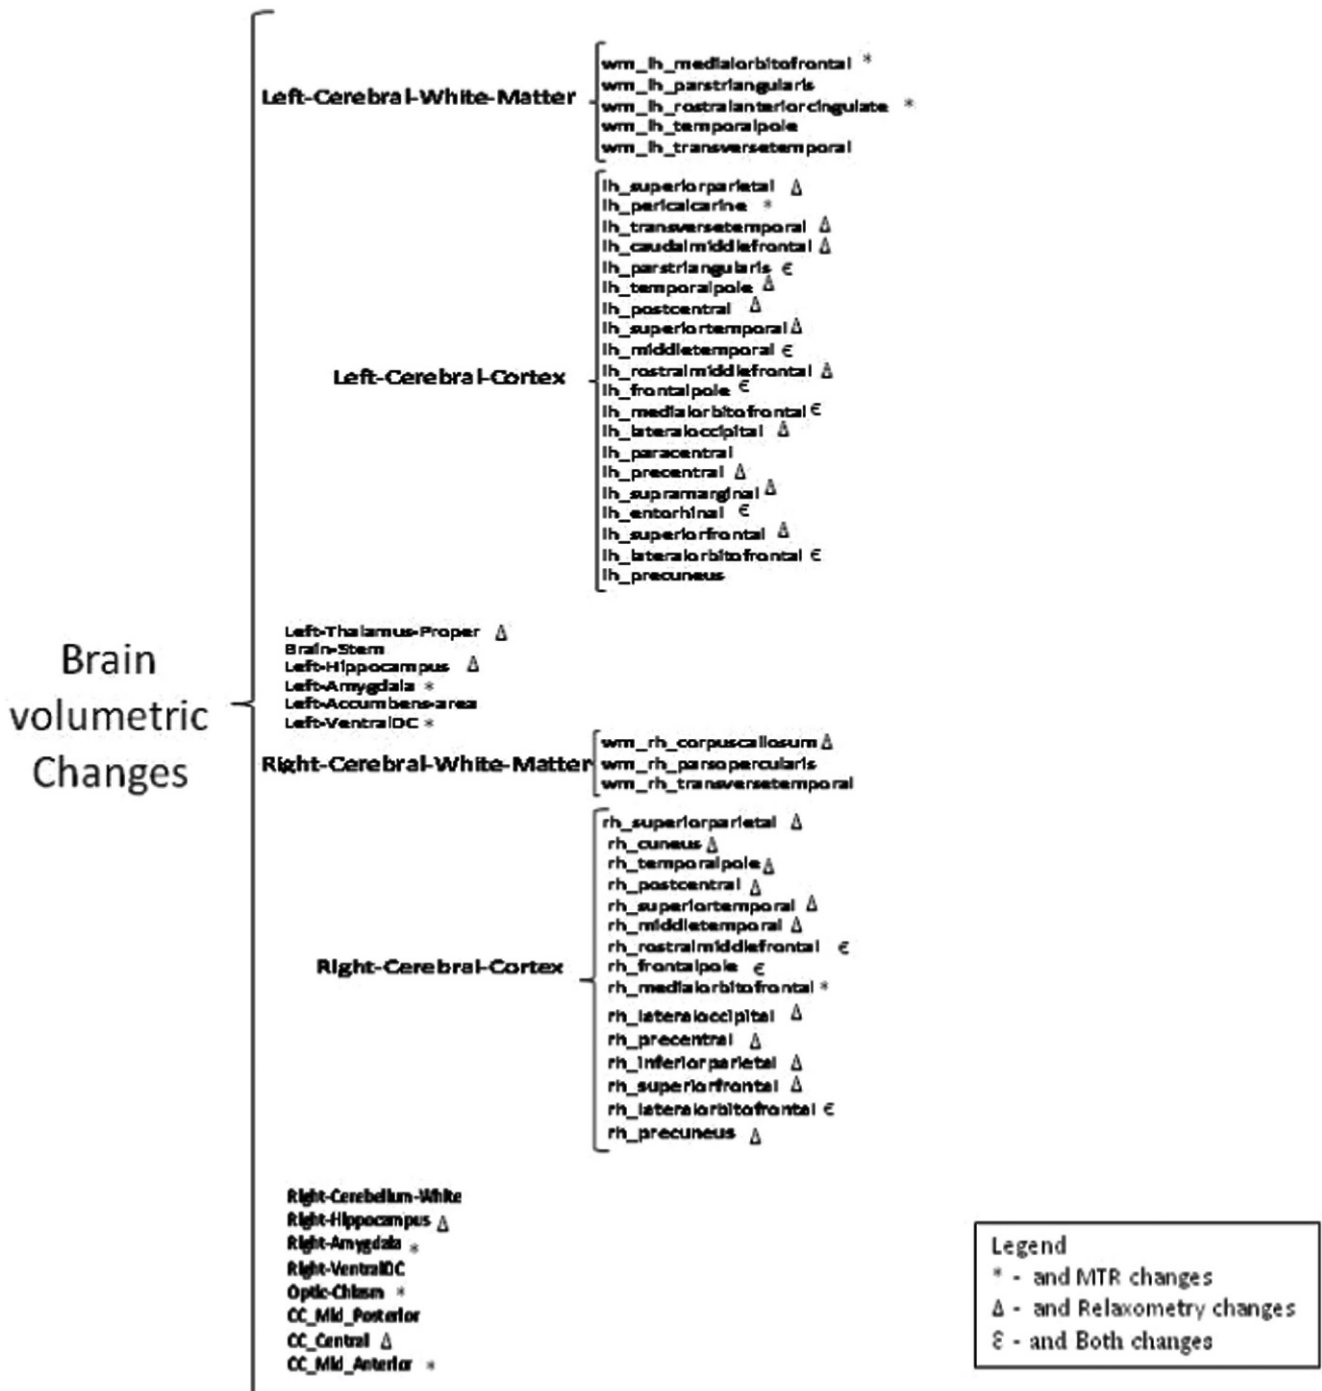 Left-Cerebral-White-Matter
wm_lh_medialorbitofrontal *
wm_lh_parstriangularis
wm_lh_rostralanteriorcingulate *
wm_lh_temporalpole
wm_lh_transversetemporal
Left-Cerebral-Cortex
lh_superiorparietal Δ
lh_pericalcarine *
lh_transversetemporal Δ
lh_caudalmiddlefrontal Δ
lh_parstriangularis €
lh_temporalpole Δ
lh_postcentral Δ
lh_superiortemporal Δ
lh_middletemporal €
lh_rostralmiddlefrontal Δ
lh_frontalpole €
lh_medialorbitofrontal €
lh_lateraloccipital Δ
lh_paracentral
lh_precentral Δ
lh_supramarginal Δ
lh_entorhinal €
lh_superiorfrontal Δ
lh_lateralorbitofrontal €
lh_precuneus
Brain
volumetric
Changes
Left-Thalamus-Proper Δ
Brain-Stem
Left-Hippocampus Δ
Left-Amygdala *
Left-Accumbens-area
Left-VentralDC *
Right-Cerebral-White-Matter
wm_rh_corpuscallosum Δ
wm_rh_parsopercularis
wm_rh_transversetemporal
Right-Cerebral-Cortex
rh_superiorparietal Δ
rh_cuneus Δ
rh_temporalpole Δ
rh_postcentral Δ
rh_superiortemporal Δ
rh_middletemporal Δ
rh_rostralmiddlefrontal €
rh_frontalpole €
rh_medialorbitofrontal *
rh_lateraloccipital Δ
rh_precentral Δ
rh_inferiorparietal Δ
rh_superiorfrontal Δ
rh_lateralorbitofrontal €
rh_precuneus Δ
Right-Cerebellum-White
Right-Hippocampus Δ
Right-Amygdala *
Right-VentralDC
Optic-Chiasm *
CC_Mid_Posterior
CC_Central Δ
CC_Mid_Anterior *
Legend
* - and MTR changes
Δ - and Relaxometry changes
Ɛ - and Both changes